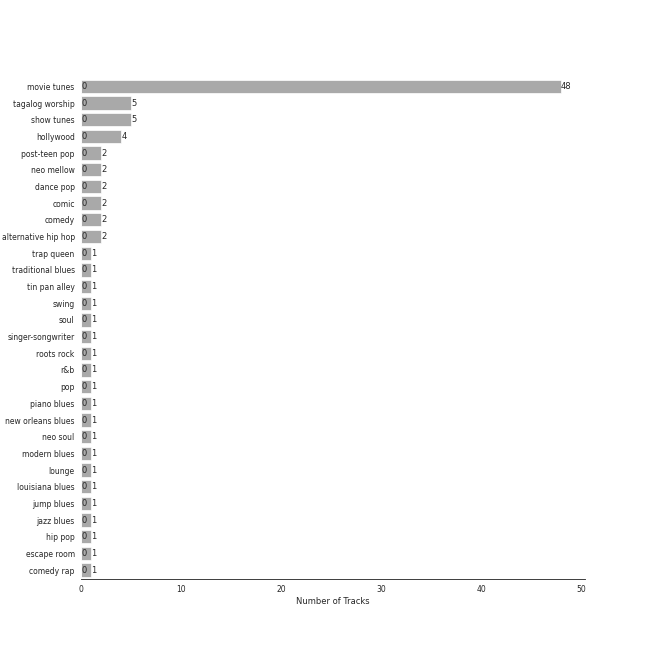 movie tunes 0 48
tagalog worship 0 5
show tunes 0 5
hollywood 0 4
post-teen pop 0 2
neo mellow 0 2
dance pop 0 2
comic 0 2
comedy 0 2
alternative hip hop 0 2
trap queen 0 1
traditional blues 0 1
tin pan alley 0 1
swing 0 1
soul 0 1
singer-songwriter 0 1
roots rock 0 1
r&b 0 1
pop 0 1
piano blues 0 1
new orleans blues 0 1
neo soul 0 1
modern blues 0 1
lounge 0 1
louisiana blues 0 1
jump blues 0 1
jazz blues 0 1
hip pop 0 1
escape room 0 1
comedy rap 0 1
0 10 20 30 40 50
Number of Tracks